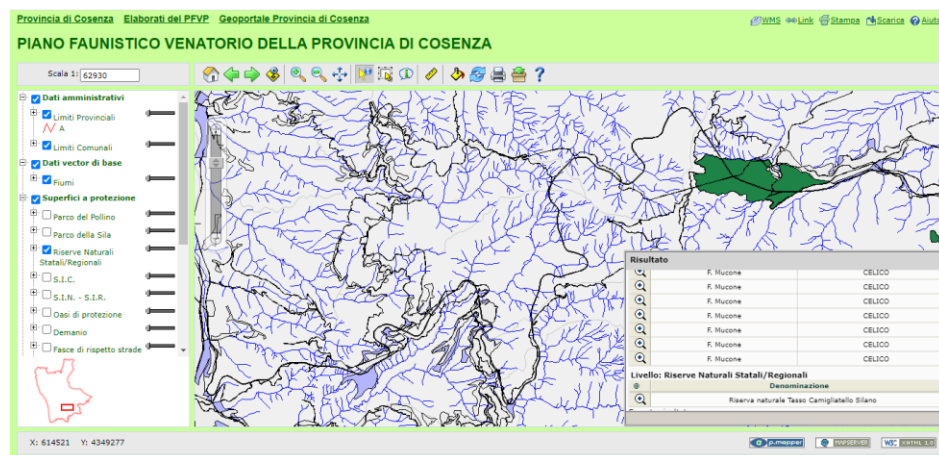 Provincia di Cosenza Elaborati del PFVP Geoportale Provincia di Cosenza
WMS Link Stampa Scarica Aiuto
PIANO FAUNISTICO VENATORIO DELLA PROVINCIA DI COSENZA
Scala 1: 62930
Dati amministrativi
Limiti Provinciali
A
Limiti Comunali
Dati vector di base
Fiumi
Superfici a protezione
Parco del Pollino
Parco della Sila
Riserve Naturali
Statali/Regionali
S.I.C.
S.I.N. - S.I.R.
Oasi di protezione
Demanio
Fasce di rispetto strade
Risultato
F. Mucone CELICO
F. Mucone CELICO
F. Mucone CELICO
F. Mucone CELICO
F. Mucone CELICO
F. Mucone CELICO
F. Mucone CELICO
Livello: Riserve Naturali Statali/Regionali
@ Denominazione
Riserva naturale Tasso Camigliatello Silano
X: 614521 Y: 4349277
p.mapper MAPSERVER W3C XHTML 1.0